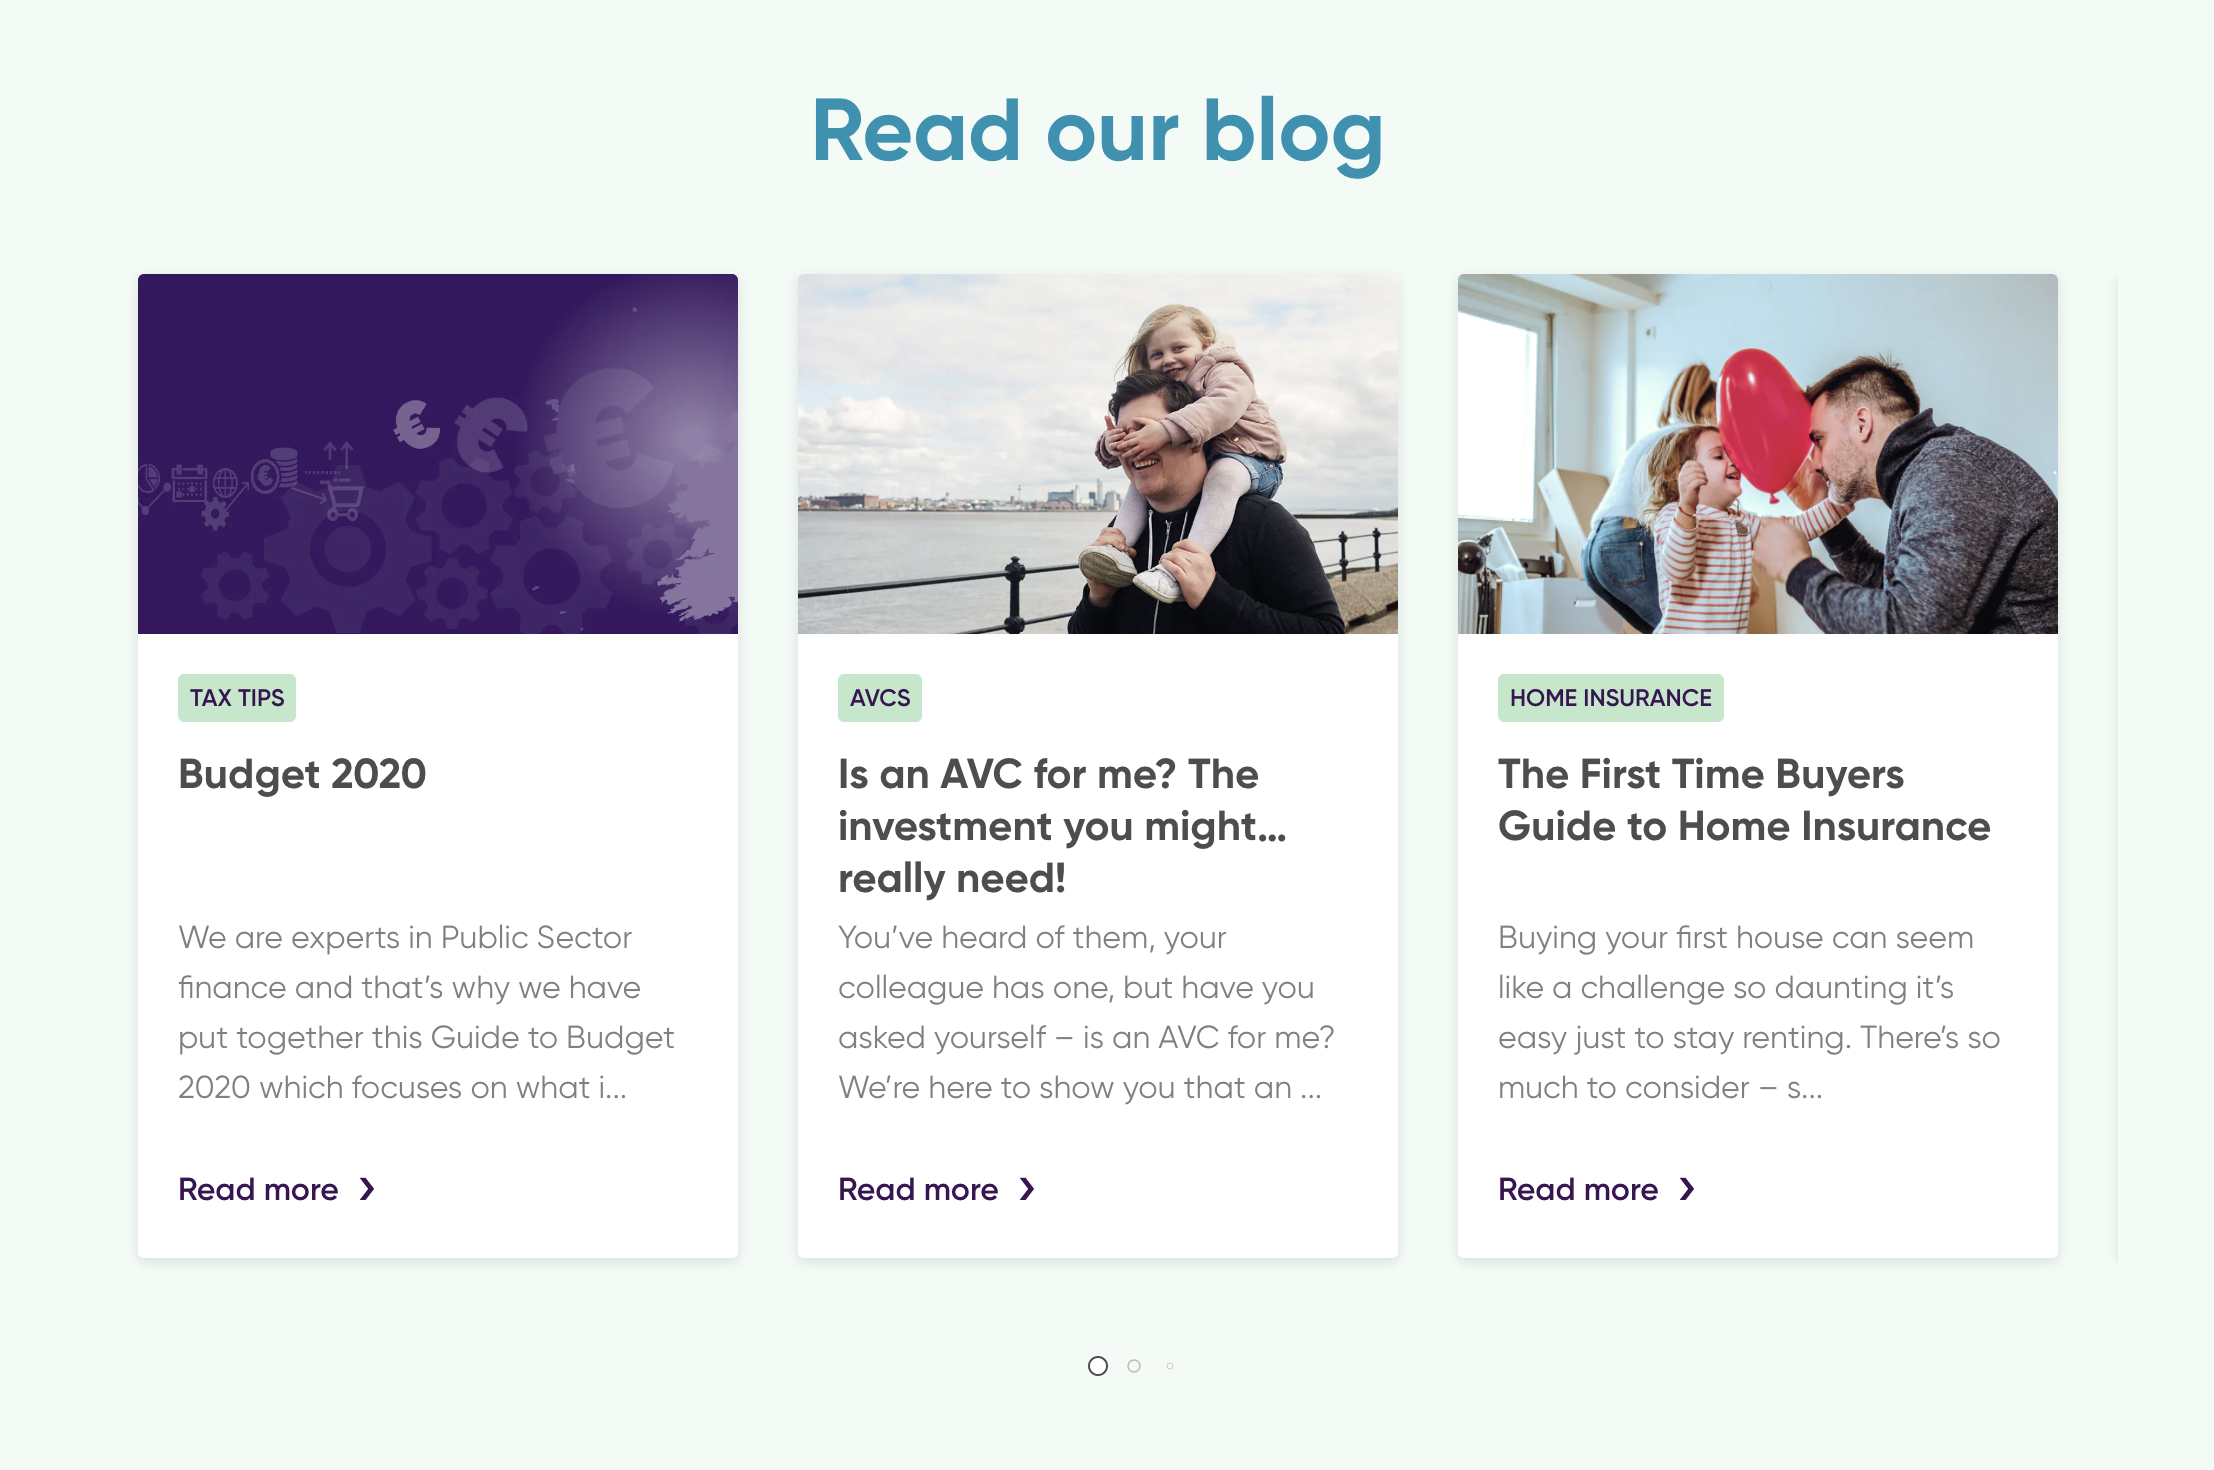 Read our blog
TAX TIPS
Budget 2020
We are experts in Public Sector
finance and that’s why we have
put together this Guide to Budget
2020 which focuses on what i...
Read more
AVCS
Is an AVC for me? The
investment you might...
really need!
You’ve heard of them, your
colleague has one, but have you
asked yourself – is an AVC for me?
We’re here to show you that an ...
Read more
HOME INSURANCE
The First Time Buyers
Guide to Home Insurance
Buying your first house can seem
like a challenge so daunting it’s
easy just to stay renting. There’s so
much to consider – s...
Read more